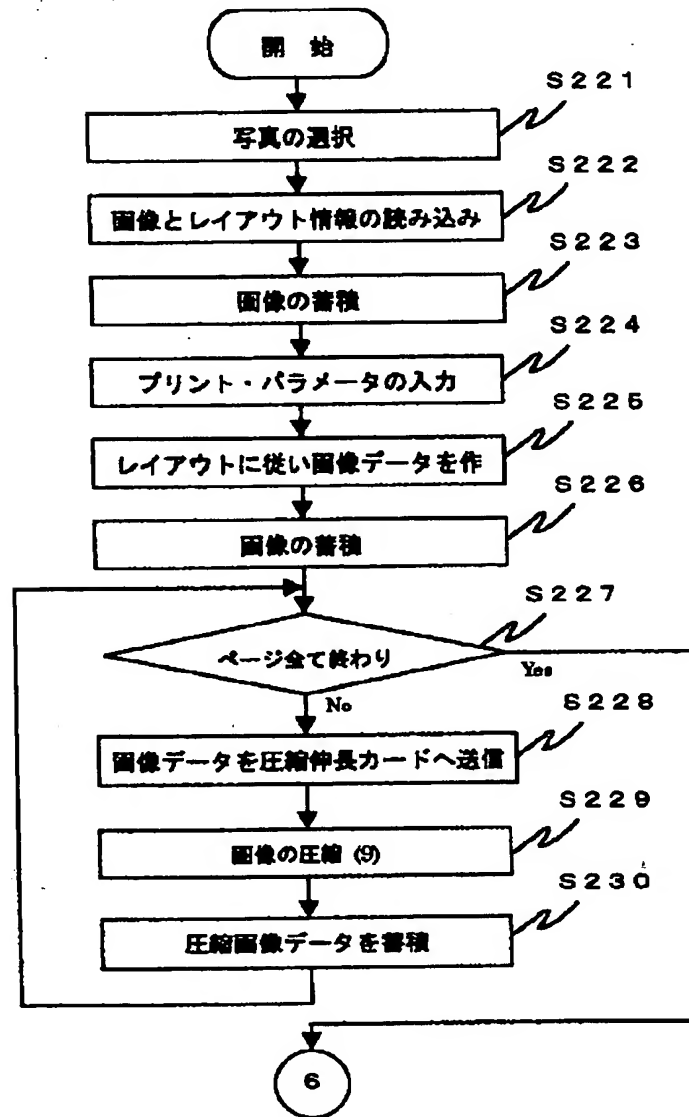 開 始
S221
写真の選択
S222
画像とレイアウト情報の読み込み
S223
画像の蓄積
S224
プリント・パラメータの入力
S225
レイアウトに従い画像データを作
S226
画像の蓄積
S227
ページ全て終わり
Yes
No
S228
画像データを圧縮伸長カードへ送信
S229
画像の圧縮 (9)
S230
圧縮画像データを蓄積
6